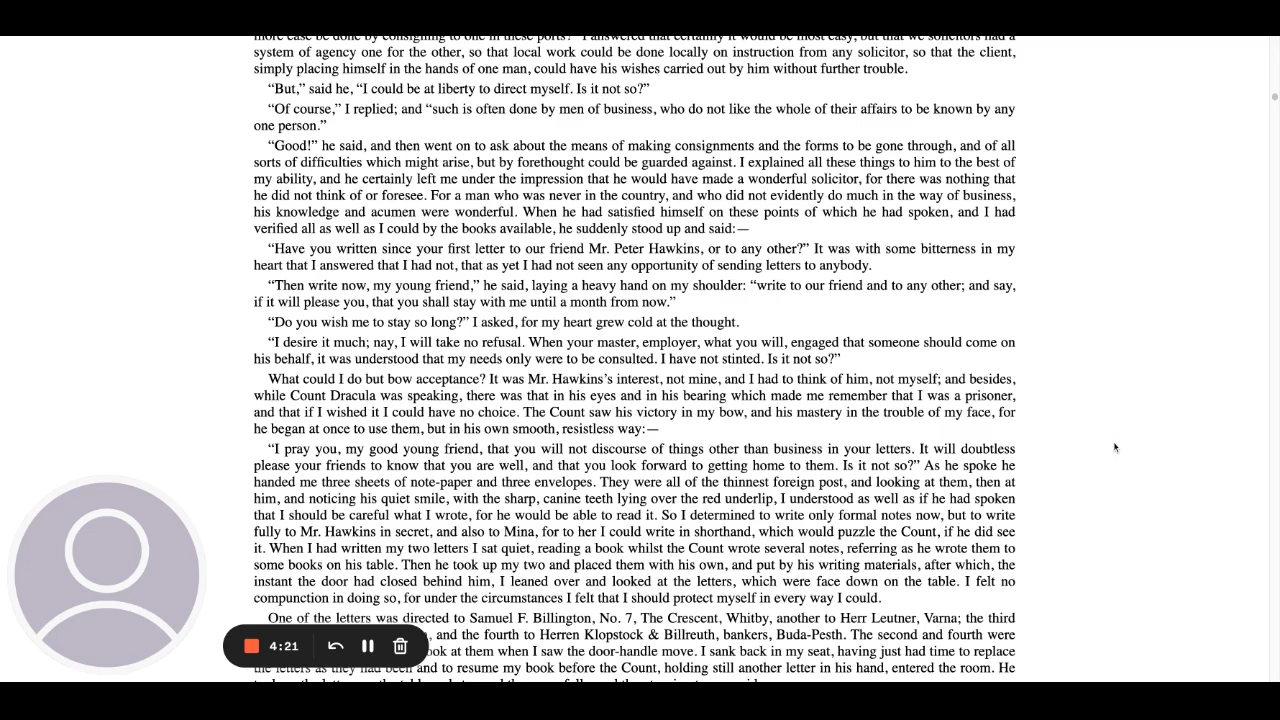 more case be done by consigning to one in these ports?” I answered that certainly it would be most easy, but that we solicitors had a
system of agency one for the other, so that local work could be done locally on instruction from any solicitor, so that the client,
simply placing himself in the hands of one man, could have his wishes carried out by him without further trouble.
“But,” said he, “I could be at liberty to direct myself. Is it not so?”
“Of course,” I replied; and “such is often done by men of business, who do not like the whole of their affairs to be known by any
one person.”
“Good!” he said, and then went on to ask about the means of making consignments and the forms to be gone through, and of all
sorts of difficulties which might arise, but by forethought could be guarded against. I explained all these things to him to the best of
my ability, and he certainly left me under the impression that he would have made a wonderful solicitor, for there was nothing that
he did not think of or foresee. For a man who was never in the country, and who did not evidently do much in the way of business,
his knowledge and acumen were wonderful. When he had satisfied himself on these points of which he had spoken, and I had
verified all as well as I could by the books available, he suddenly stood up and said:—
“Have you written since your first letter to our friend Mr. Peter Hawkins, or to any other?” It was with some bitterness in my
heart that I answered that I had not, that as yet I had not seen any opportunity of sending letters to anybody.
“Then write now, my young friend,” he said, laying a heavy hand on my shoulder: “write to our friend and to any other; and say,
if it will please you, that you shall stay with me until a month from now.”
“Do you wish me to stay so long?” I asked, for my heart grew cold at the thought.
“I desire it much; nay, I will take no refusal. When your master, employer, what you will, engaged that someone should come on
his behalf, it was understood that my needs only were to be consulted. I have not stinted. Is it not so?”
What could I do but bow acceptance? It was Mr. Hawkins’s interest, not mine, and I had to think of him, not myself; and besides,
while Count Dracula was speaking, there was that in his eyes and in his bearing which made me remember that I was a prisoner,
and that if I wished it I could have no choice. The Count saw his victory in my bow, and his mastery in the trouble of my face, for
he began at once to use them, but in his own smooth, resistless way:—
“I pray you, my good young friend, that you will not discourse of things other than business in your letters. It will doubtless
please your friends to know that you are well, and that you look forward to getting home to them. Is it not so?” As he spoke he
handed me three sheets of note-paper and three envelopes. They were all of the thinnest foreign post, and looking at them, then at
him, and noticing his quiet smile, with the sharp, canine teeth lying over the red underlip, I understood as well as if he had spoken
that I should be careful what I wrote, for he would be able to read it. So I determined to write only formal notes now, but to write
fully to Mr. Hawkins in secret, and also to Mina, for to her I could write in shorthand, which would puzzle the Count, if he did see
it. When I had written my two letters I sat quiet, reading a book whilst the Count wrote several notes, referring as he wrote them to
some books on his table. Then he took up my two and placed them with his own, and put by his writing materials, after which, the
instant the door had closed behind him, I leaned over and looked at the letters, which were face down on the table. I felt no
compunction in doing so, for under the circumstances I felt that I should protect myself in every way I could.
One of the letters was directed to Samuel F. Billington, No. 7, The Crescent, Whitby, another to Herr Leutner, Varna; the third
, and the fourth to Herren Klopstock & Billreuth, bankers, Buda-Pesth. The second and fourth were
look at them when I saw the door-handle move. I sank back in my seat, having just had time to replace
the letters as they had been and to resume my book before the Count, holding still another letter in his hand, entered the room. He
4:21